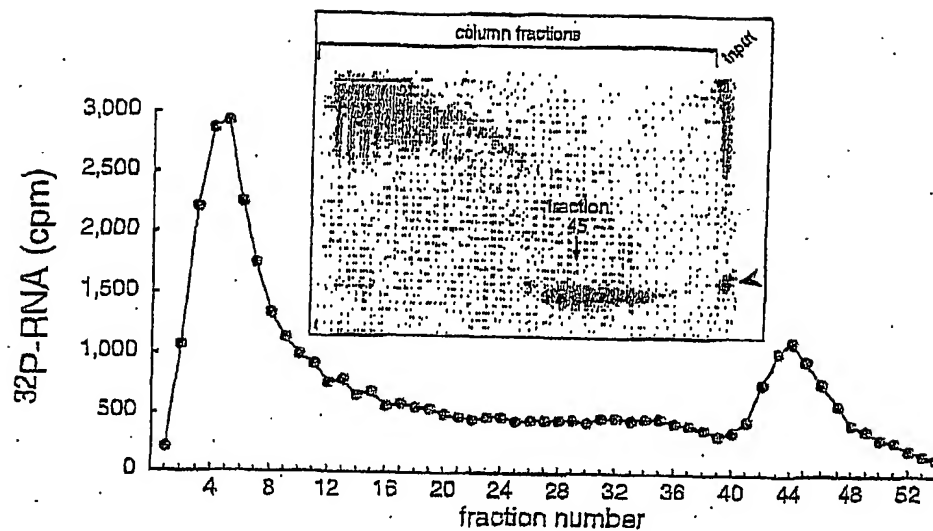 column fractions
input
3,000
2,500
2,000
1,500
1,000
500
0
³²P-RNA (cpm)
fraction
45
4 8 12 16 20 24 28 32 36 40 44 48 52
fraction number